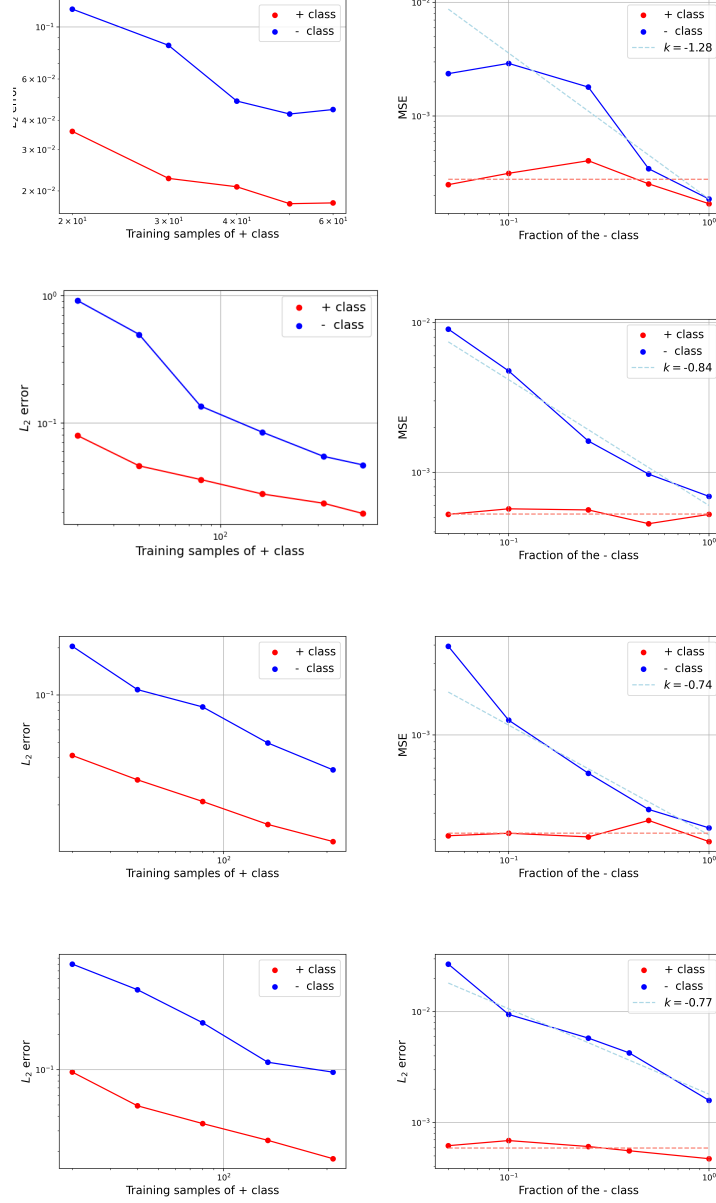 10⁻¹
6 × 10⁻²
4 × 10⁻²
3 × 10⁻²
2 × 10⁻²
L₂ error
+ class
- class
2 × 10¹
3 × 10¹
4 × 10¹
6 × 10¹
Training samples of + class
10⁻²
10⁻³
MSE
+ class
- class
k = -1.28
10⁻¹
10⁰
Fraction of the - class
10⁰
10⁻¹
L₂ error
+ class
- class
10²
Training samples of + class
10⁻²
10⁻³
MSE
+ class
- class
k = -0.84
10⁻¹
10⁰
Fraction of the - class
10⁻¹
L₂ error
+ class
- class
10²
Training samples of + class
10⁻³
MSE
+ class
- class
k = -0.74
10⁻¹
10⁰
Fraction of the - class
10⁻¹
L₂ error
+ class
- class
10²
Training samples of + class
10⁻²
10⁻³
L₂ error
+ class
- class
k = -0.77
10⁻¹
10⁰
Fraction of the - class